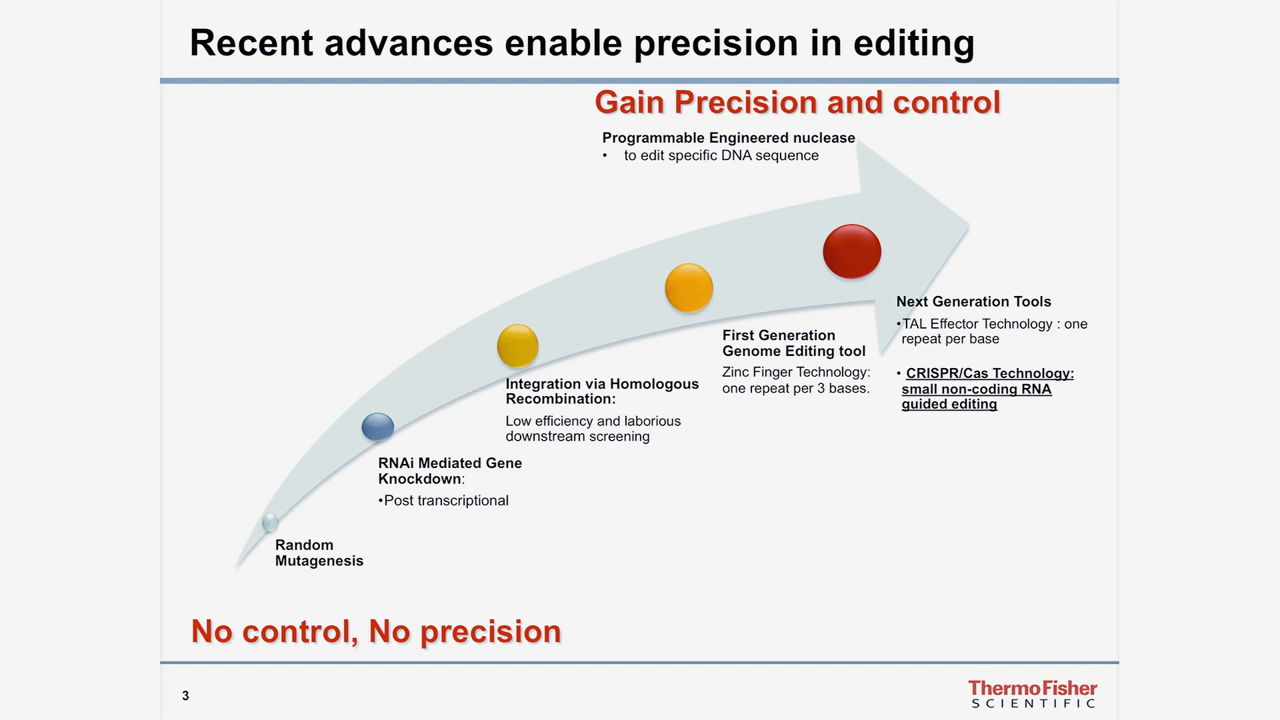 Recent advances enable precision in editing
Gain Precision and control
Programmable Engineered nuclease
• to edit specific DNA sequence
Next Generation Tools
•TAL Effector Technology : one
repeat per base
• CRISPR/Cas Technology:
small non-coding RNA
guided editing
First Generation
Genome Editing tool
Zinc Finger Technology:
one repeat per 3 bases.
Integration via Homologous
Recombination:
Low efficiency and laborious
downstream screening
RNAi Mediated Gene
Knockdown:
•Post transcriptional
Random
Mutagenesis
No control, No precision
3
ThermoFisher
SCIENTIFIC